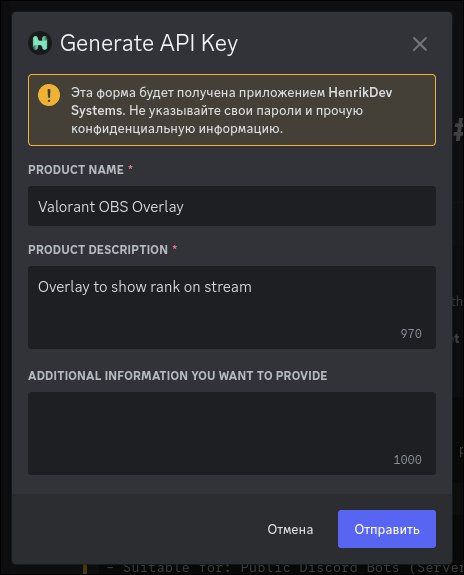 Generate API Key
Эта форма будет получена приложением HenrikDev
Systems. Не указывайте свои пароли и прочую
конфиденциальную информацию.
PRODUCT NAME *
Valorant OBS Overlay
PRODUCT DESCRIPTION *
Overlay to show rank on stream
970
ADDITIONAL INFORMATION YOU WANT TO PROVIDE
1000
Отмена
Отправить
- Suitable for: Public Discord Bots (Server